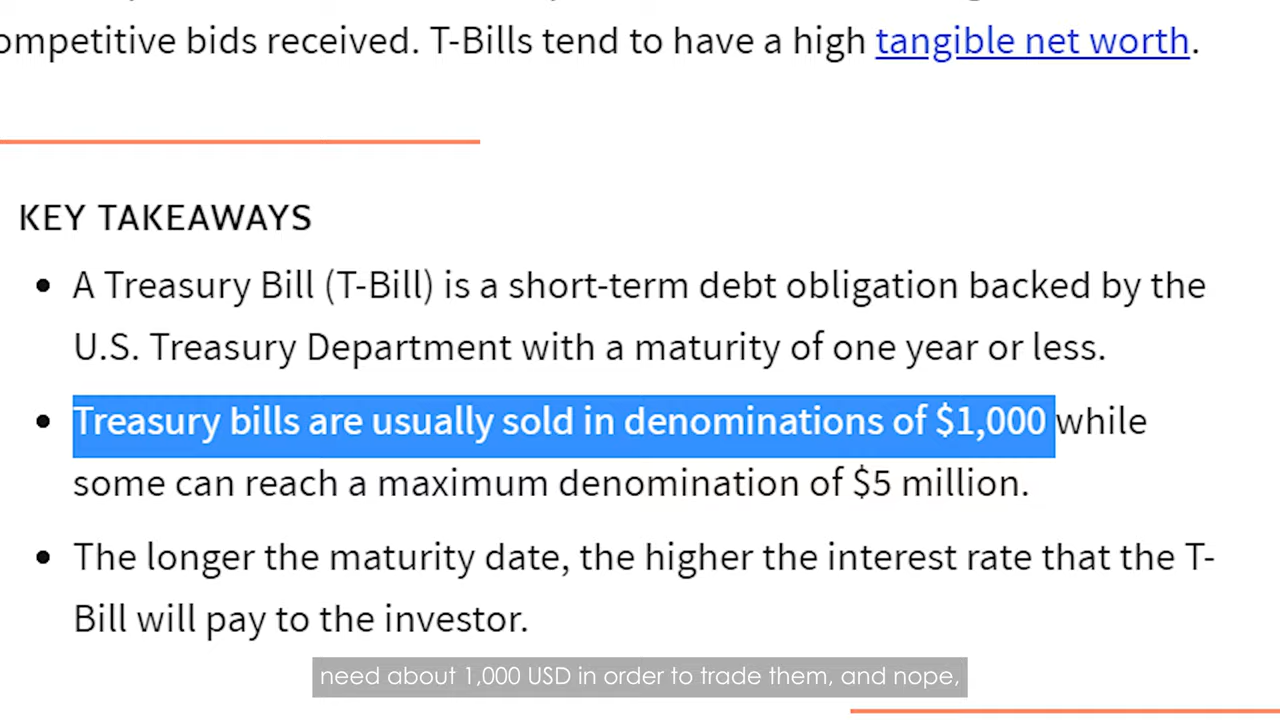 ompetitive bids received. T-Bills tend to have a high tangible net worth.
KEY TAKEAWAYS
• A Treasury Bill (T-Bill) is a short-term debt obligation backed by the
U.S. Treasury Department with a maturity of one year or less.
• Treasury bills are usually sold in denominations of $1,000 while
some can reach a maximum denomination of $5 million.
• The longer the maturity date, the higher the interest rate that the T-
Bill will pay to the investor.
need about 1,000 USD in order to trade them, and nope,